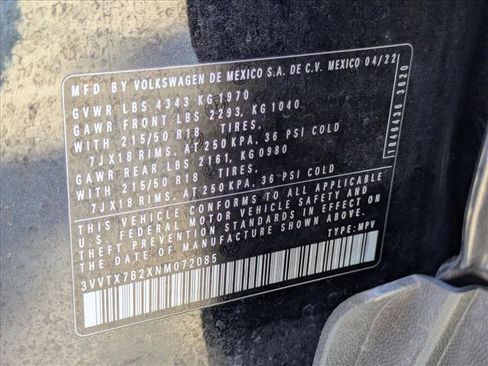 MFD BY VOLKSWAGEN DE MEXICO S.A. DE C.V. MEXICO 04/22
GVWR LBS 4343 KG 1970
GAWR FRONT LBS 2293, KG 1040
WITH 215/50 R18 TIRES,
7JX18 RIMS, AT 250 KPA, 36 PSI COLD
GAWR REAR LBS 2161, KG 0980
WITH 215/50 R18 TIRES,
7JX18 RIMS, AT 250 KPA, 36 PSI COLD
THIS VEHICLE CONFORMS TO ALL APPLICABLE
U.S. FEDERAL MOTOR VEHICLE SAFETY AND
THEFT PREVENTION STANDARDS IN EFFECT ON
THE DATE OF MANUFACTURE SHOWN ABOVE.
3VVTX7B2XNM072085 TYPE: MPV